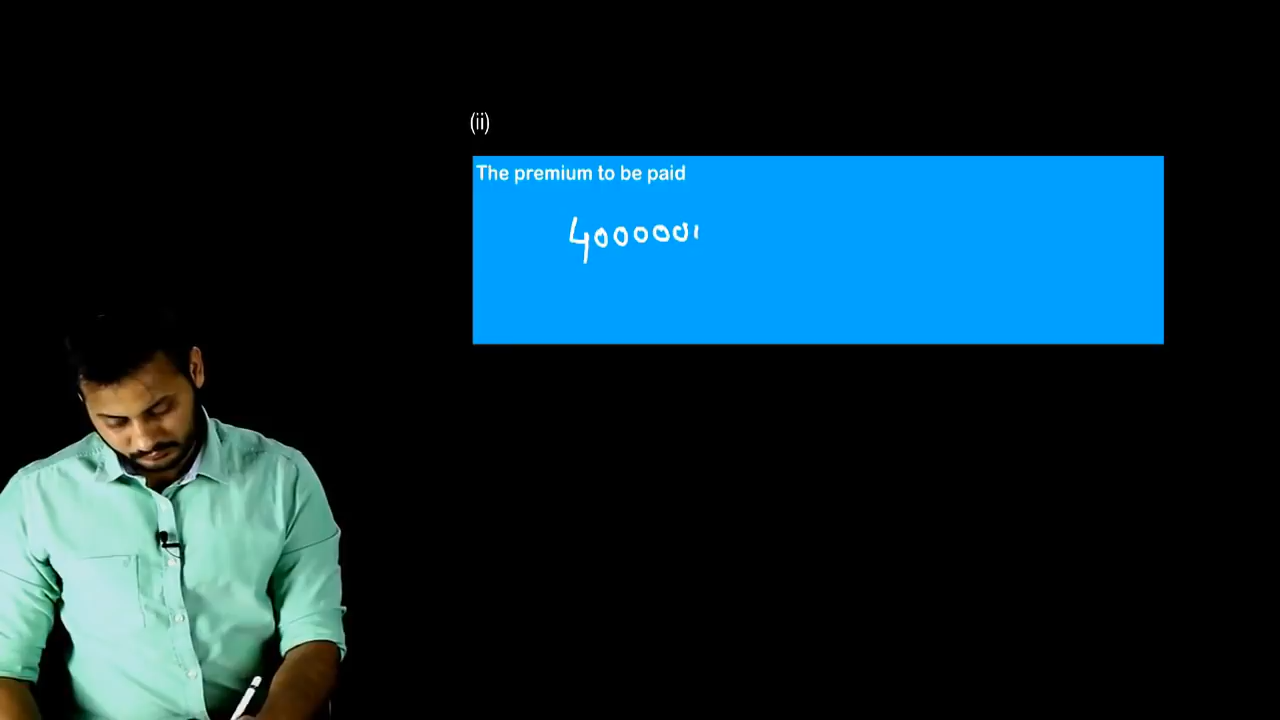 (ii)
The premium to be paid
400000